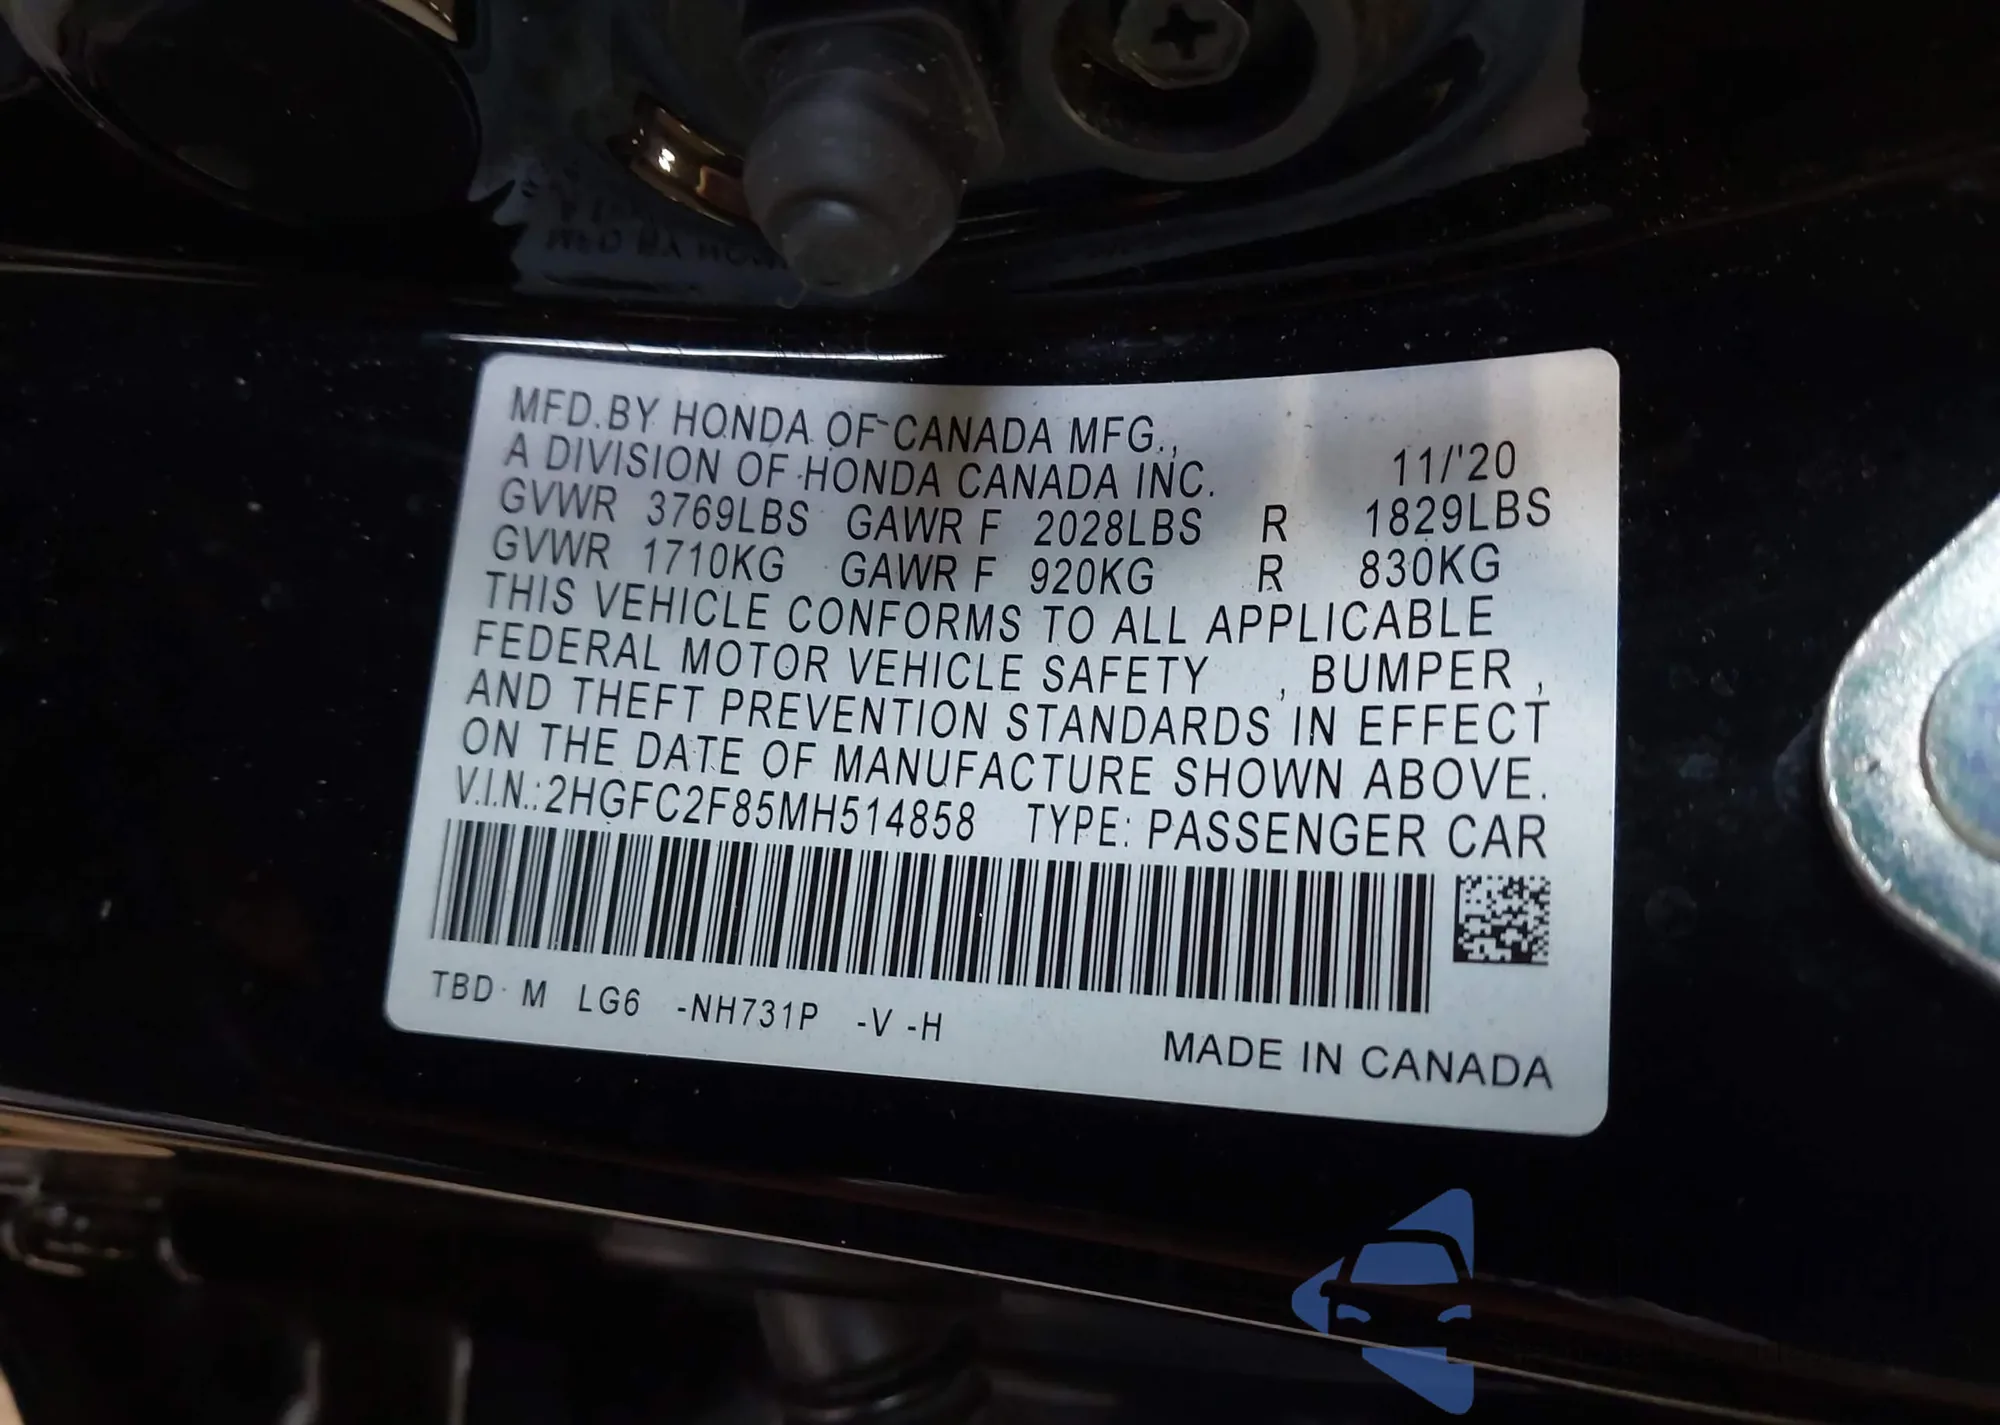 MFD.BY HONDA OF CANADA MFG.,
A DIVISION OF HONDA CANADA INC. 11/'20
GVWR 3769LBS GAWR F 2028LBS R 1829LBS
GVWR 1710KG GAWR F 920KG R 830KG
THIS VEHICLE CONFORMS TO ALL APPLICABLE
FEDERAL MOTOR VEHICLE SAFETY , BUMPER ,
AND THEFT PREVENTION STANDARDS IN EFFECT
ON THE DATE OF MANUFACTURE SHOWN ABOVE.
V.I.N.:2HGFC2F85MH514858 TYPE: PASSENGER CAR
TBD M LG6 -NH731P -V -H
MADE IN CANADA